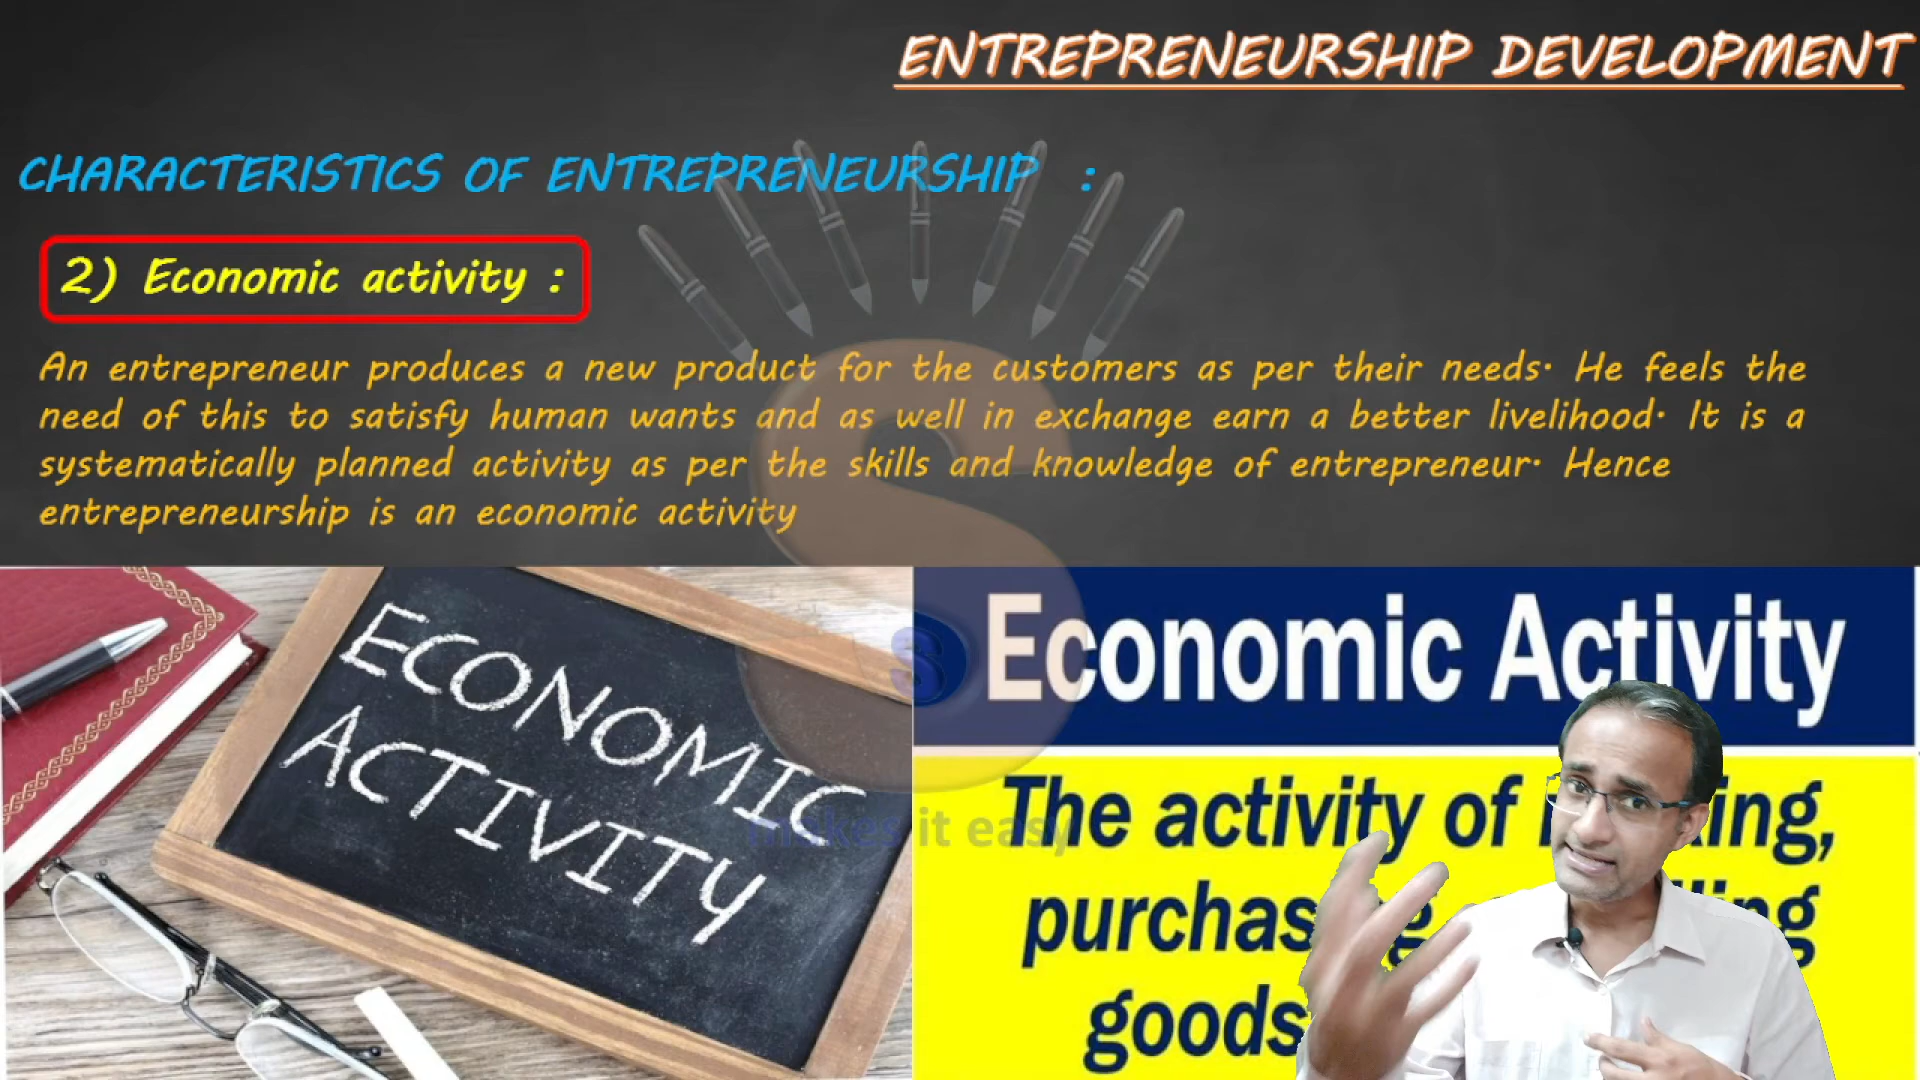 ENTREPRENEURSHIP DEVELOPMENT
CHARACTERISTICS OF ENTREPRENEURSHIP :
2) Economic activity :
An entrepreneur produces a new product for the customers as per their needs. He feels the
need of this to satisfy human wants and as well in exchange earn a better livelihood. It is a
systematically planned activity as per the skills and knowledge of entrepreneur. Hence
entrepreneurship is an economic activity
ECONOMIC
ACTIVITY
S
Economic Activity
makes it easy
The activity of
goods